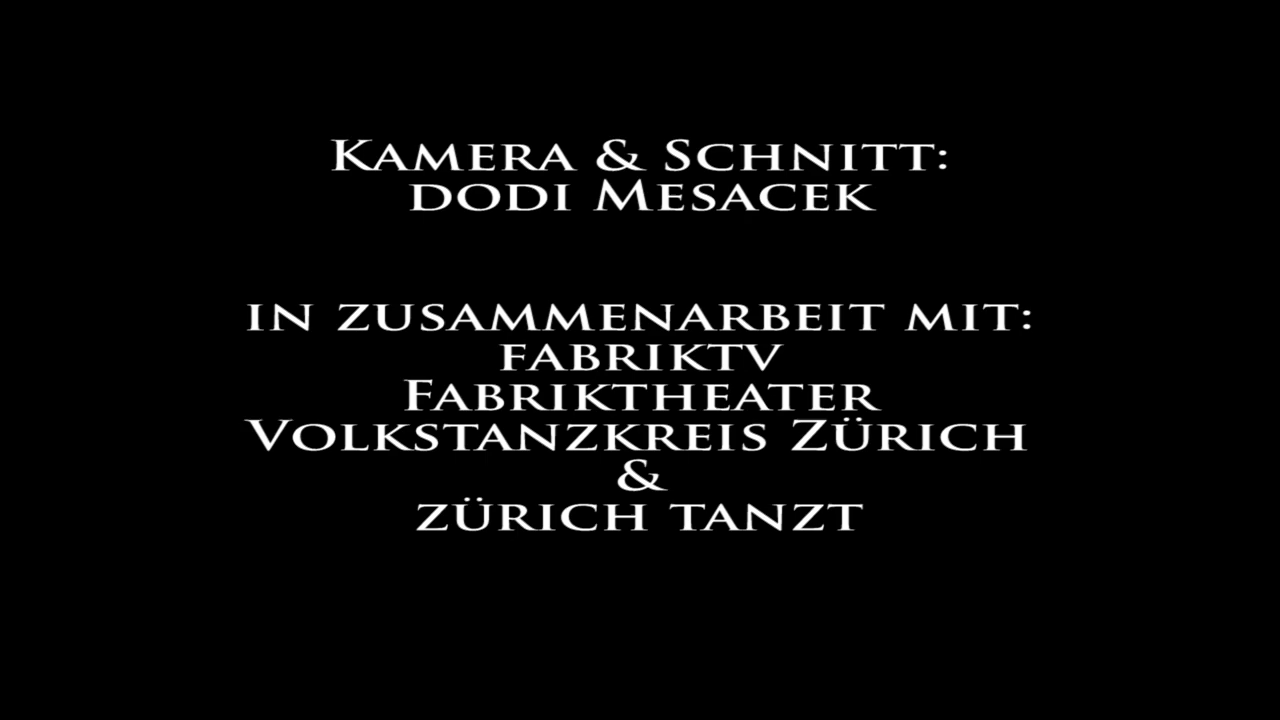 Kamera & Schnitt:
dodi Mesacek
in zusammenarbeit mit:
fabriktv
Fabriktheater
Volkstanzkreis Zürich
&
zürich tanzt